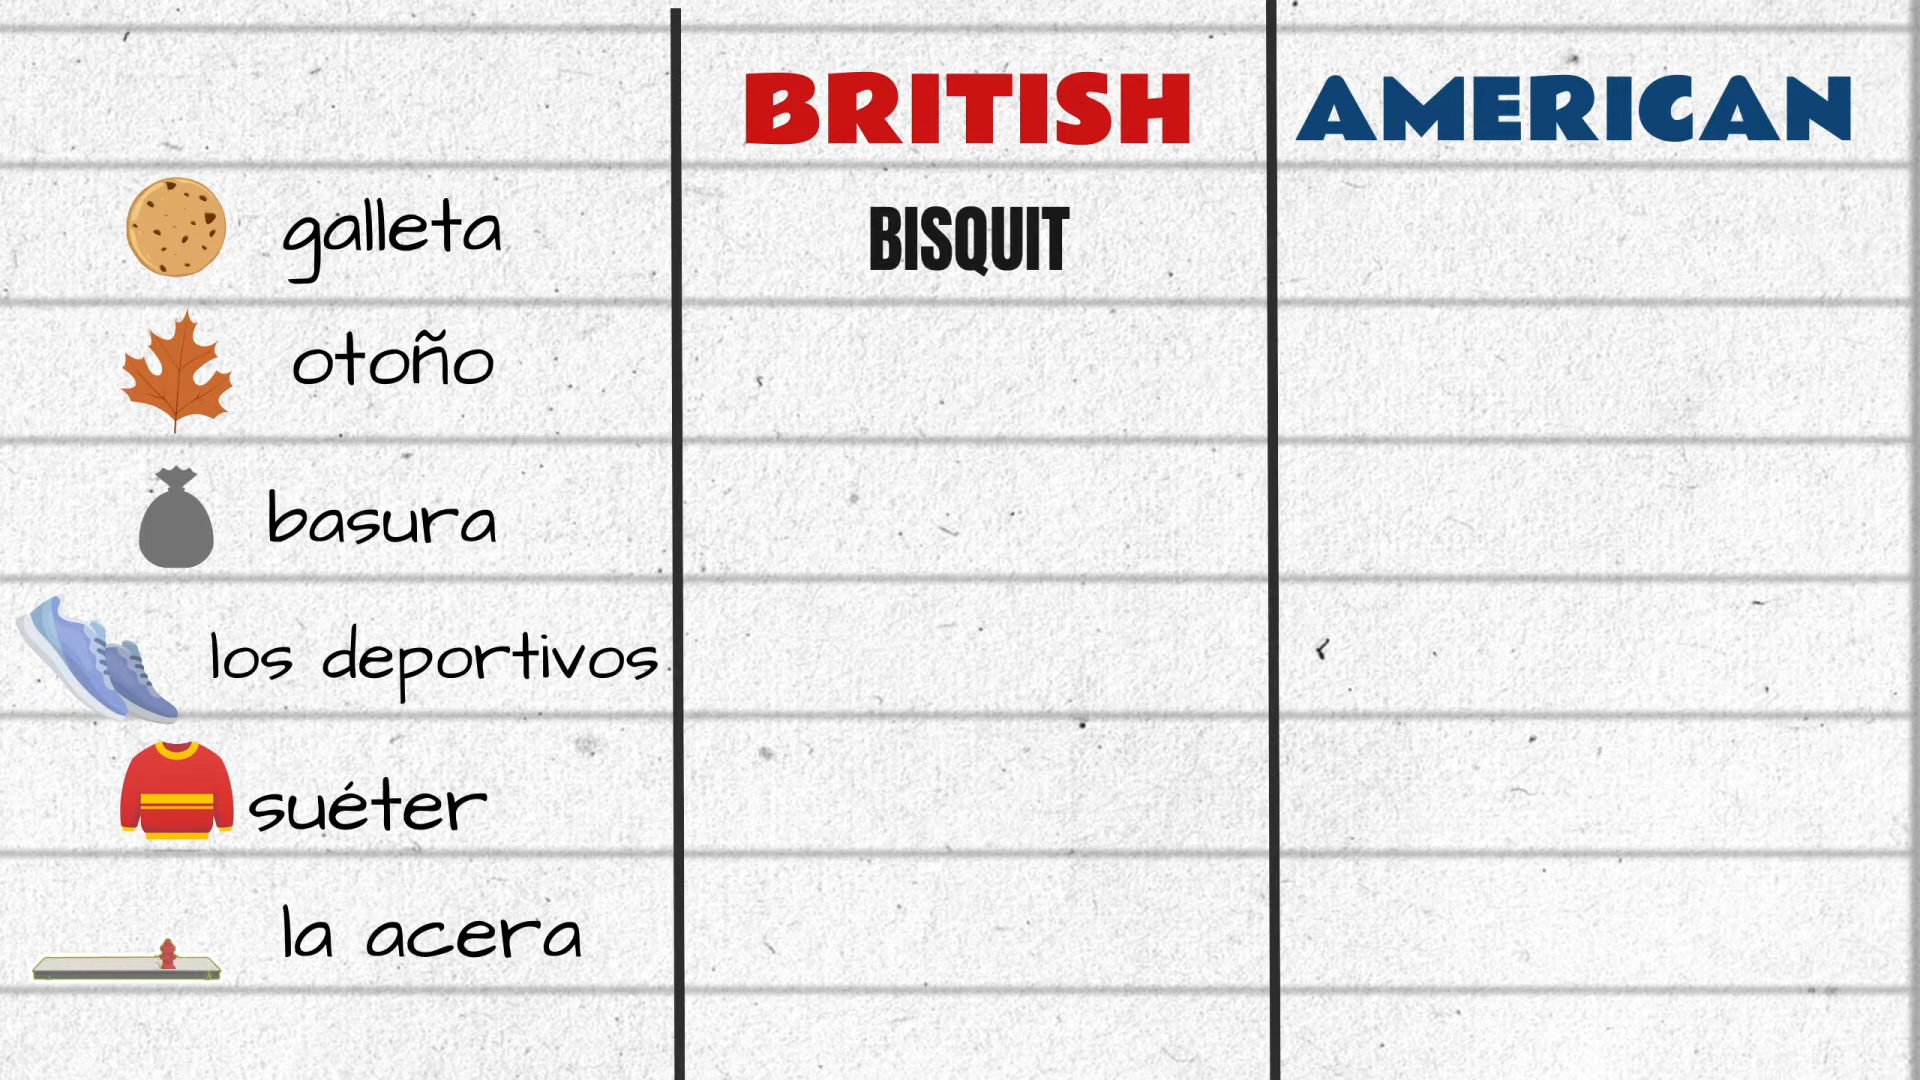 BRITISH AMERICAN
galleta BISQUIT
otoño
basura
los deportivos
suéter
la acera